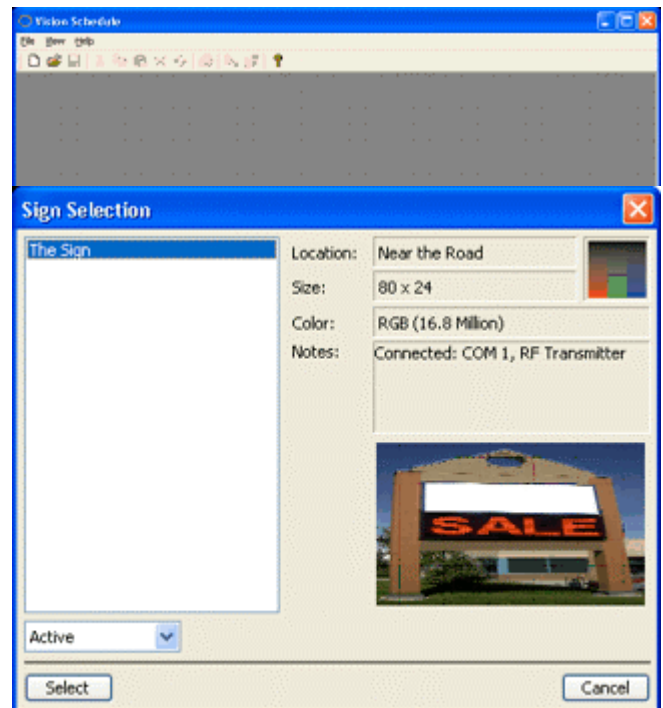 Vision Schedule
File View Help
Sign Selection
The Sign
Location: Near the Road
Size: 80 x 24
Color: RGB (16.8 Million)
Notes: Connected: COM 1, RF Transmitter
SALE
Active
Select Cancel